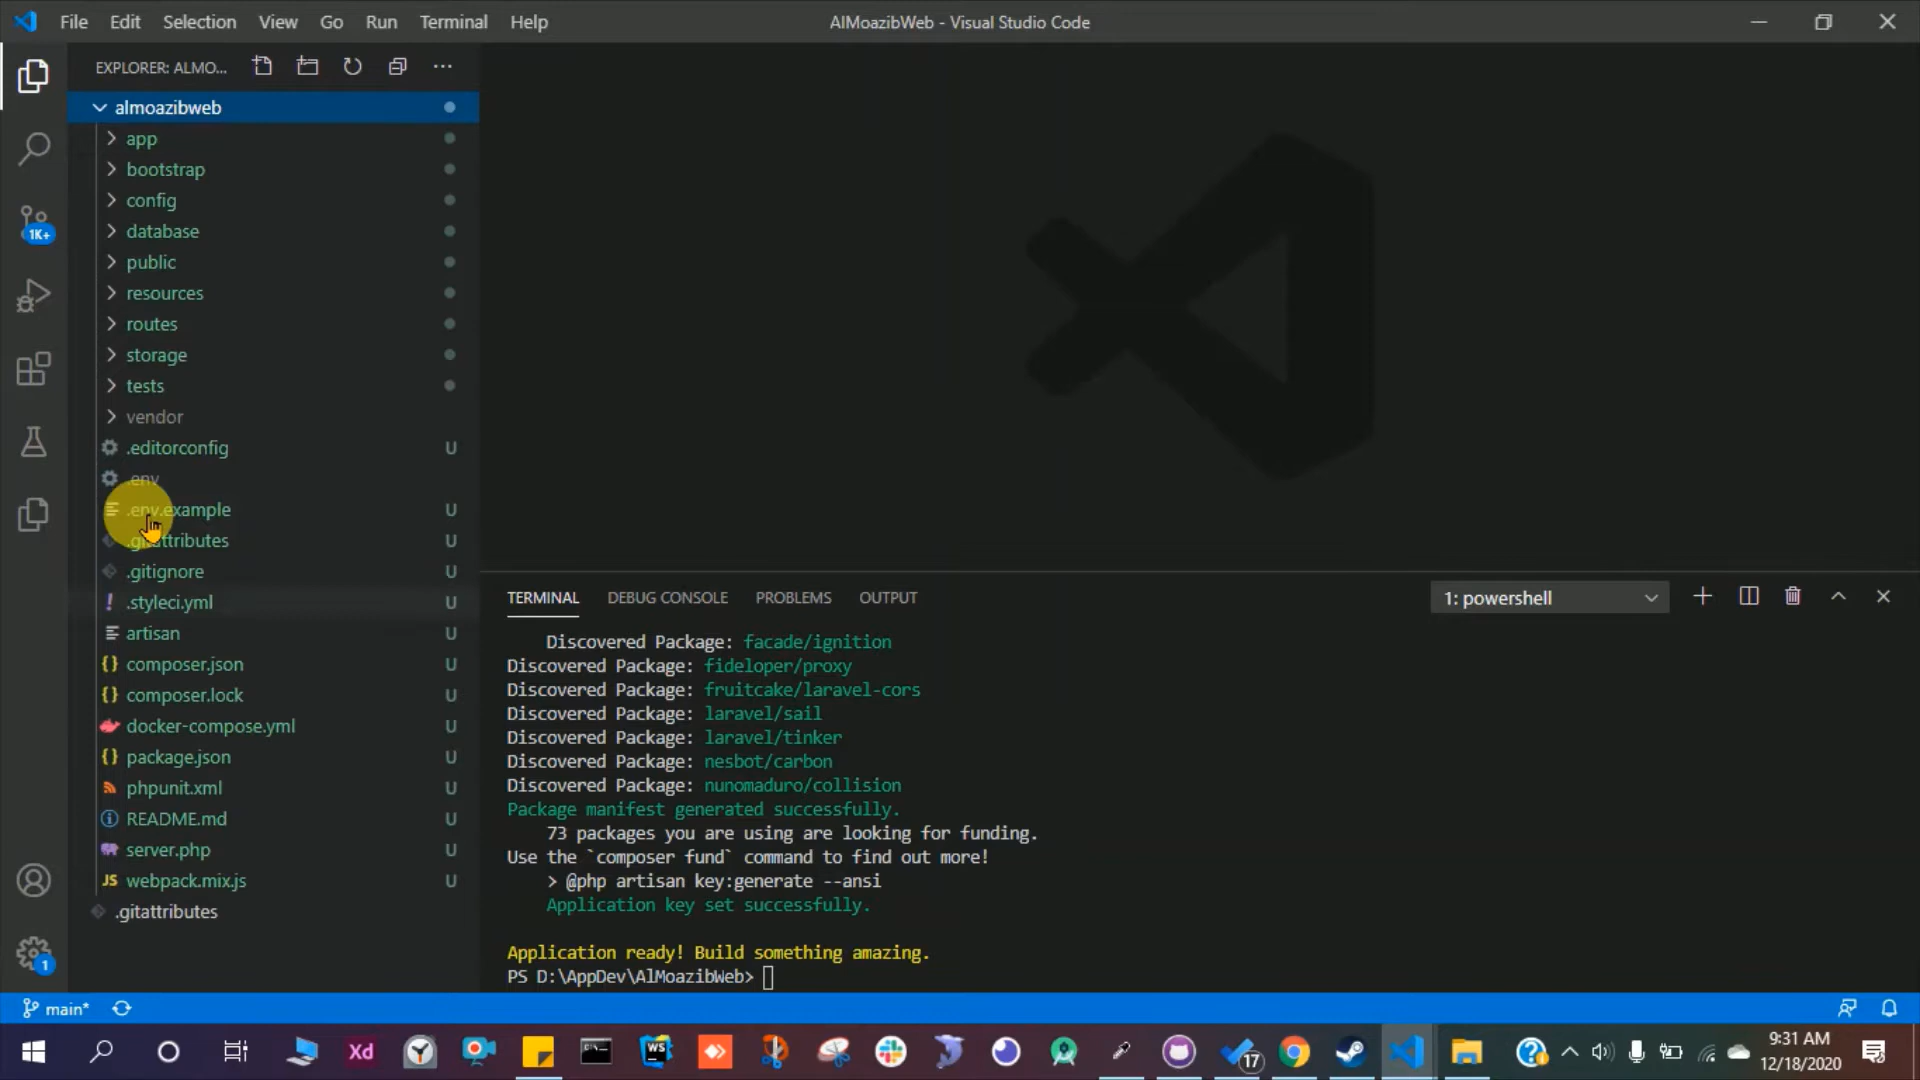 File Edit Selection View Go Run Terminal Help
AlMoazibWeb - Visual Studio Code
EXPLORER: ALMO...
almoazibweb
app
bootstrap
config
database
public
resources
routes
storage
tests
vendor
.editorconfig U
.env
.env.example U
.gitattributes U
.gitignore U
.styleci.yml U
artisan U
composer.json U
composer.lock U
docker-compose.yml U
package.json U
phpunit.xml U
README.md U
server.php U
JS webpack.mix.js U
.gitattributes
1K+
1
TERMINAL DEBUG CONSOLE PROBLEMS OUTPUT
1: powershell
Discovered Package: facade/ignition
Discovered Package: fideloper/proxy
Discovered Package: fruitcake/laravel-cors
Discovered Package: laravel/sail
Discovered Package: laravel/tinker
Discovered Package: nesbot/carbon
Discovered Package: nunomaduro/collision
Package manifest generated successfully.
73 packages you are using are looking for funding.
Use the `composer fund` command to find out more!
> @php artisan key:generate --ansi
Application key set successfully.
Application ready! Build something amazing.
PS D:\AppDev\AlMoazibWeb>
main*
Xd
WS
17
9:31 AM
12/18/2020